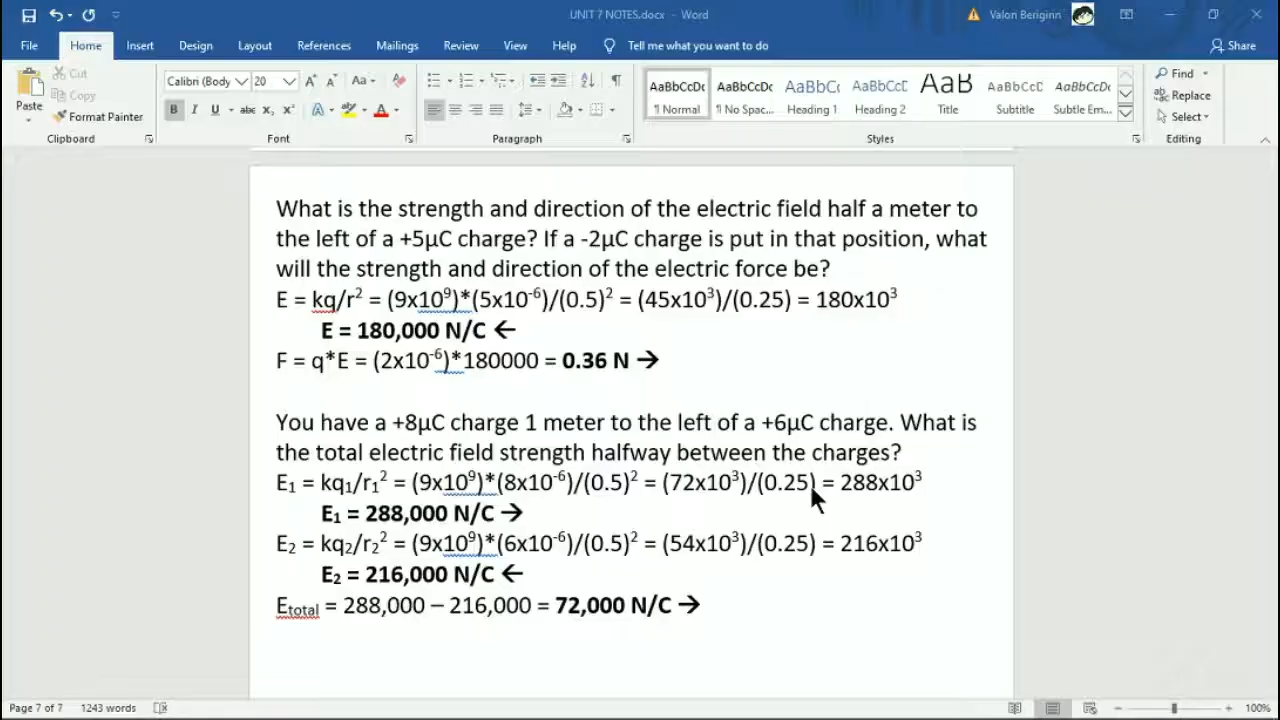 UNIT 7 NOTES.docx - Word
Valon Beriginn
File Home Insert Design Layout References Mailings Review View Help Tell me what you want to do Share
Paste
Cut
Copy
Format Painter
Clipboard
Calibri (Body 20
Font
Paragraph
AaBbCcDc AaBbCcDc AaBbCc AaBbCcD AaB AaBbCcD AaBbCcDc
¶ Normal ¶ No Spac... Heading 1 Heading 2 Title Subtitle Subtle Em...
Styles
Find
Replace
Select
Editing
What is the strength and direction of the electric field half a meter to
the left of a +5µC charge? If a -2µC charge is put in that position, what
will the strength and direction of the electric force be?
E = kq/r² = (9x10⁹)*(5x10⁻⁶)/(0.5)² = (45x10³)/(0.25) = 180x10³
E = 180,000 N/C ←
F = q*E = (2x10⁻⁶)*180000 = 0.36 N →
You have a +8µC charge 1 meter to the left of a +6µC charge. What is
the total electric field strength halfway between the charges?
E₁ = kq₁/r₁² = (9x10⁹)*(8x10⁻⁶)/(0.5)² = (72x10³)/(0.25) = 288x10³
E₁ = 288,000 N/C →
E₂ = kq₂/r₂² = (9x10⁹)*(6x10⁻⁶)/(0.5)² = (54x10³)/(0.25) = 216x10³
E₂ = 216,000 N/C ←
Etotal = 288,000 – 216,000 = 72,000 N/C →
Page 7 of 7 1243 words 100%